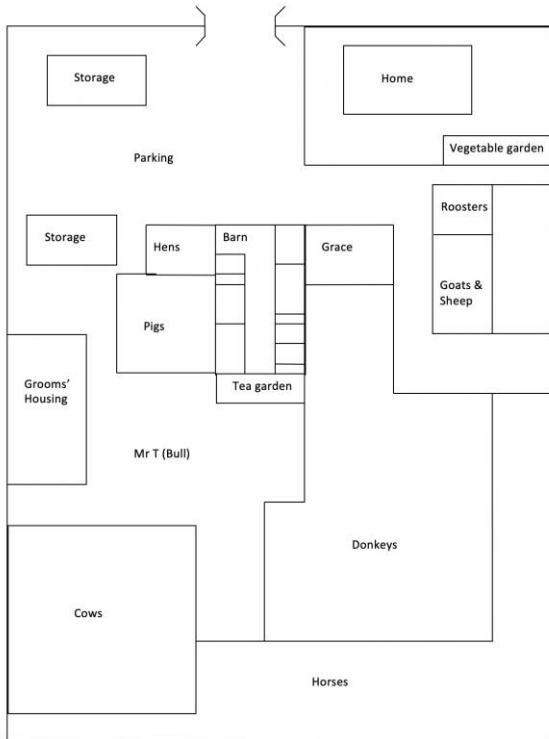 Storage
Home
Parking
Vegetable garden
Roosters
Storage
Hens
Barn
Grace
Goats &
Sheep
Pigs
Grooms’
Housing
Tea garden
Mr T (Bull)
Donkeys
Cows
Horses